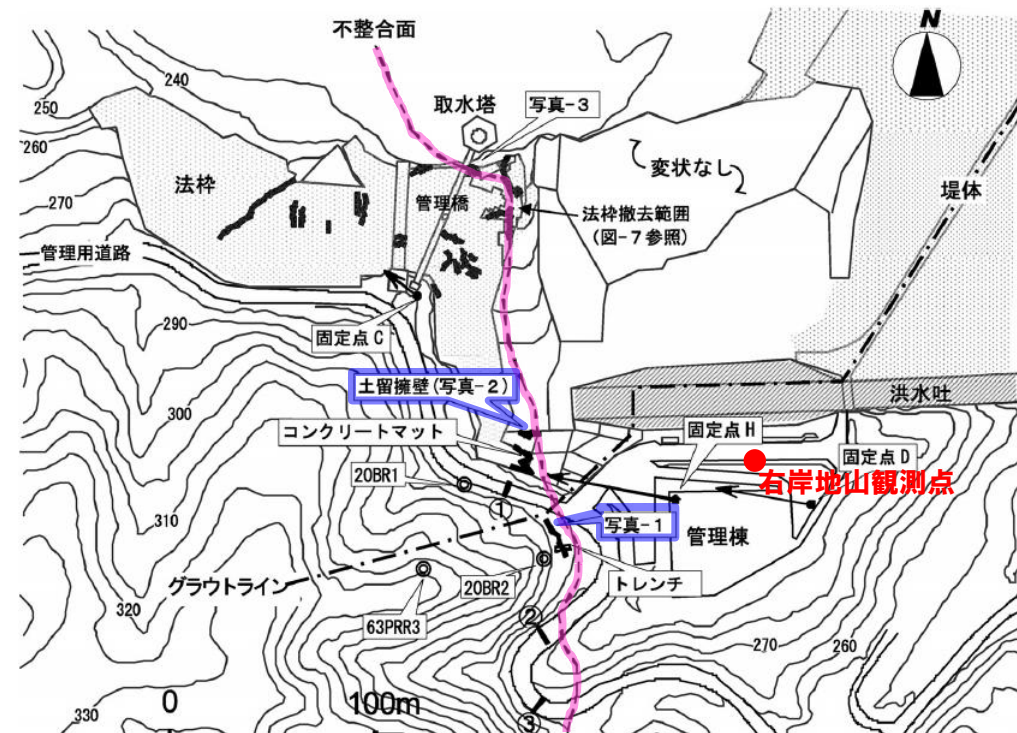 不整合面
N
240
250
260
取水塔
写真-3
法枠
変状なし
堤体
270
管理橋
法枠撤去範囲
(図-7参照)
管理用道路
290
固定点C
土留擁壁(写真-2)
洪水吐
300
コンクリートマット
固定点H
固定点D
20BR1
右岸地山観測点
①
310
写真-1
管理棟
グラウトライン
20BR2
トレンチ
320
63PRR3
②
270
260
0
100m
330
③